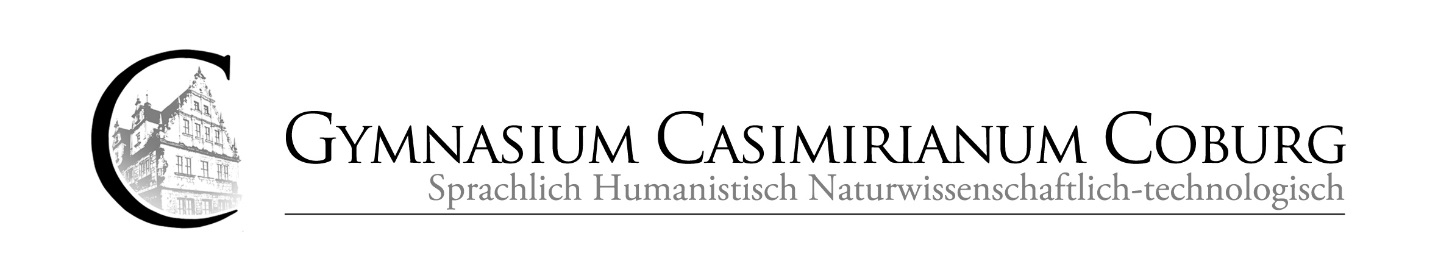 C
GYMNASIUM CASIMIRIANUM COBURG
Sprachlich Humanistisch Naturwissenschaftlich-technologisch